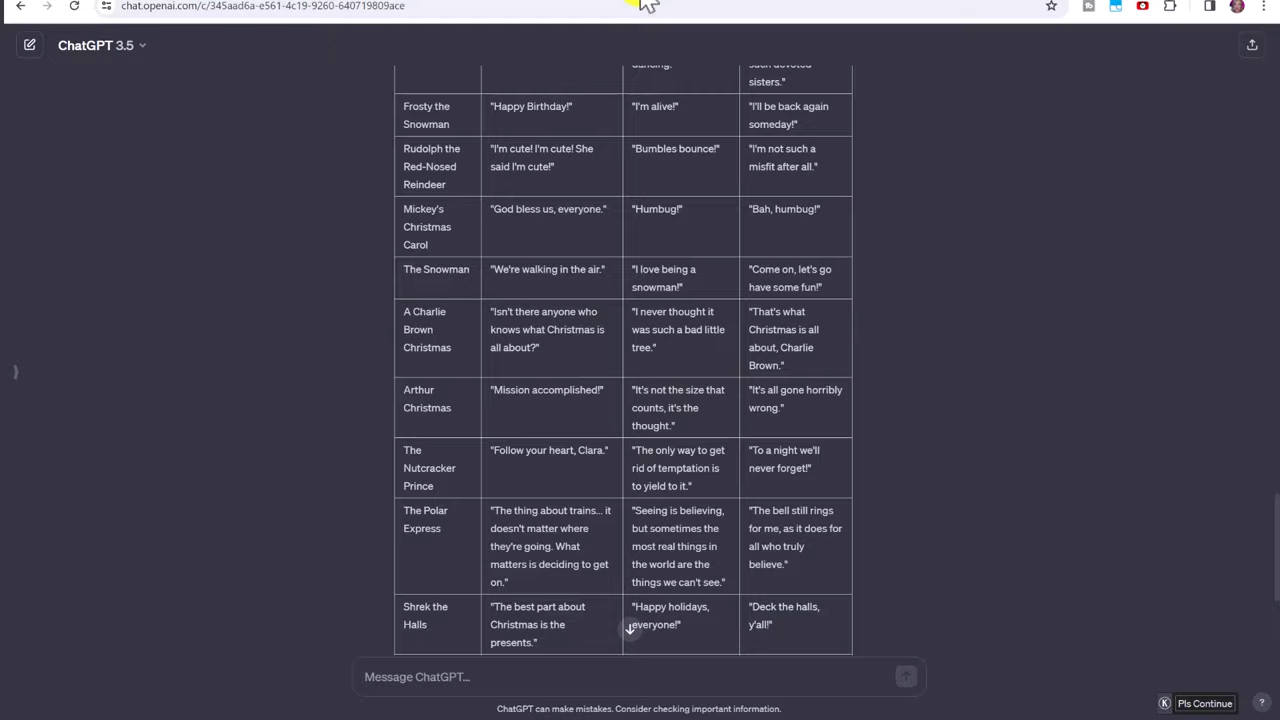 chat.openai.com/c/345aad6a-e561-4c19-9260-640719809ace
ChatGPT 3.5
dancing."
such devoted
sisters."
Frosty the
Snowman
"Happy Birthday!"
"I'm alive!"
"I'll be back again
someday!"
Rudolph the
Red-Nosed
Reindeer
"I'm cute! I'm cute! She
said I'm cute!"
"Bumbles bounce!"
"I'm not such a
misfit after all."
Mickey's
Christmas
Carol
"God bless us, everyone."
"Humbug!"
"Bah, humbug!"
The Snowman
"We're walking in the air."
"I love being a
snowman!"
"Come on, let's go
have some fun!"
A Charlie
Brown
Christmas
"Isn't there anyone who
knows what Christmas is
all about?"
"I never thought it
was such a bad little
tree."
"That's what
Christmas is all
about, Charlie
Brown."
Arthur
Christmas
"Mission accomplished!"
"It's not the size that
counts, it's the
thought."
"It's all gone horribly
wrong."
The
Nutcracker
Prince
"Follow your heart, Clara."
"The only way to get
rid of temptation is
to yield to it."
"To a night we'll
never forget!"
The Polar
Express
"The thing about trains... it
doesn't matter where
they're going. What
matters is deciding to get
on."
"Seeing is believing,
but sometimes the
most real things in
the world are the
things we can't see."
"The bell still rings
for me, as it does for
all who truly
believe."
Shrek the
Halls
"The best part about
Christmas is the
presents."
"Happy holidays,
everyone!"
"Deck the halls,
y'all!"
Message ChatGPT...
ChatGPT can make mistakes. Consider checking important information.
K
Pls Continue
?